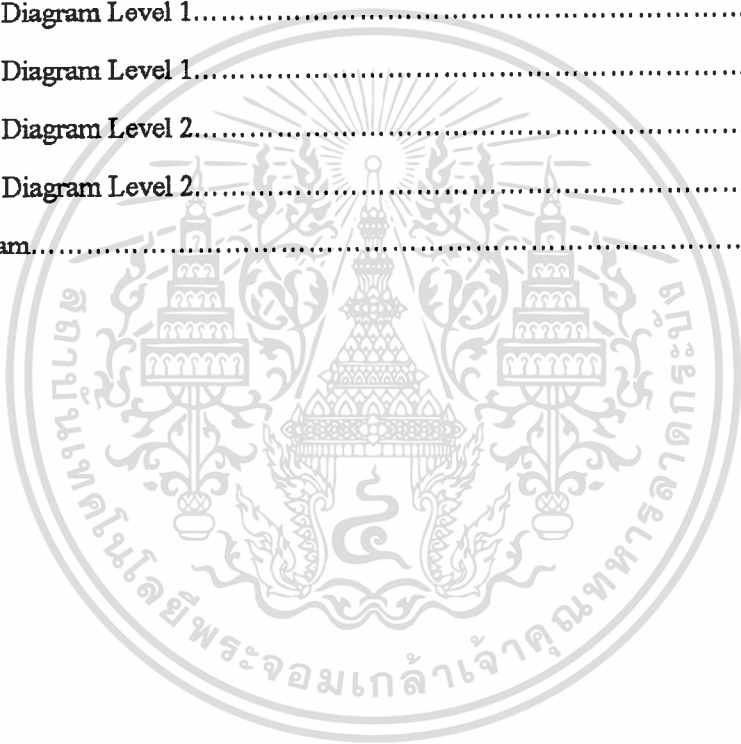 Diagram Level 1
Diagram Level 1
Diagram Level 2
Diagram Level 2
am
สถาบันเทคโนโลยีพระจอมเกล้าเจ้าคุณทหารลาดกระบัง